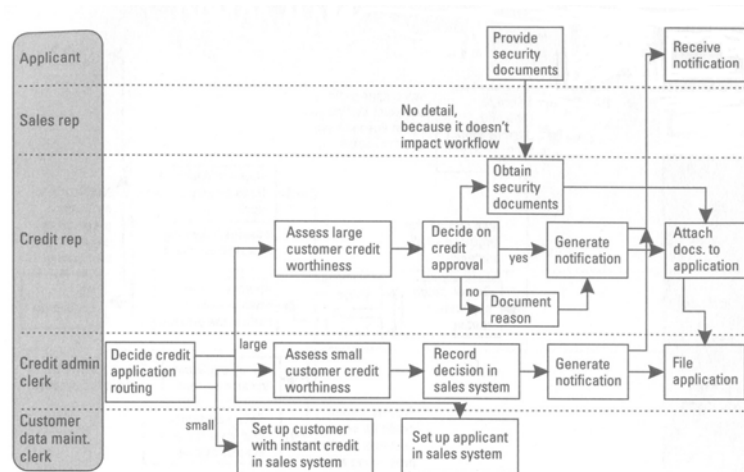 Applicant
Provide
security
documents
Receive
notification
Sales rep
No detail,
because it doesn't
impact workflow
Credit rep
Obtain
security
documents
Assess large
customer credit
worthiness
Decide on
credit
approval
yes
Generate
notification
Attach
docs. to
application
no
Document
reason
Credit admin
clerk
Decide credit
application
routing
large
Assess small
customer credit
worthiness
Record
decision in
sales system
Generate
notification
File
application
Customer
data maint.
clerk
small
Set up customer
with instant credit
in sales system
Set up applicant
in sales system